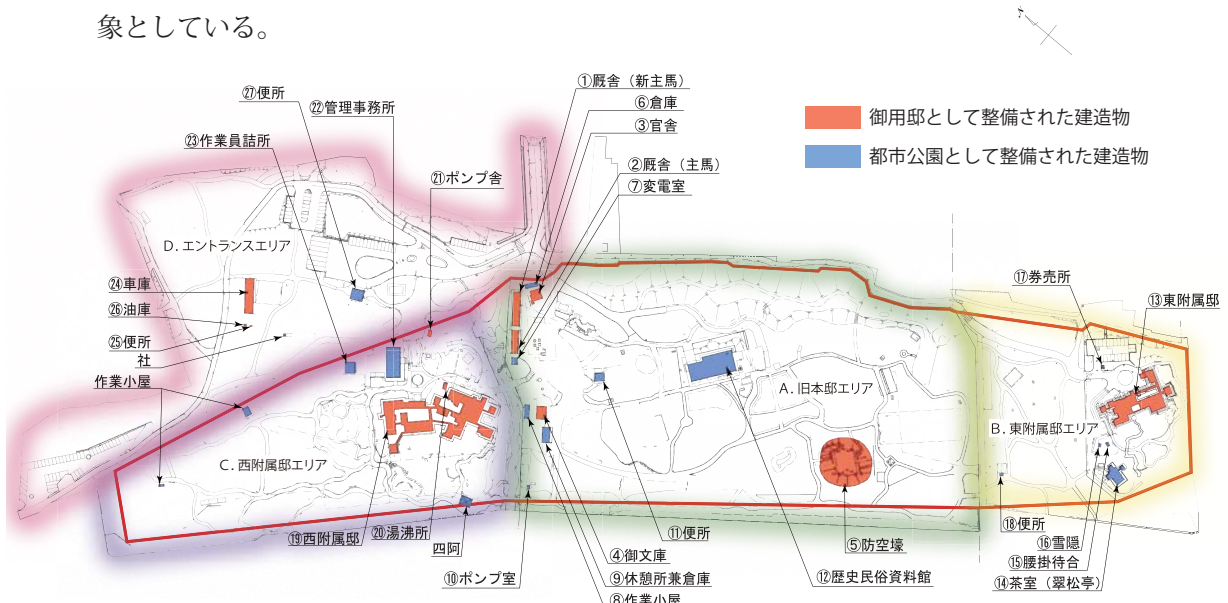 象としている。
①厩舎（新主馬）
⑥倉庫
③官舎
②厩舎（主馬）
⑦変電室
御用邸として整備された建造物
都市公園として整備された建造物
㉗便所
㉒管理事務所
㉓作業員詰所
㉑ポンプ舎
D. エントランスエリア
㉔車庫
㉖油庫
㉕便所
社
作業小屋
⑰券売所
⑬東附属邸
A. 旧本邸エリア
B. 東附属邸エリア
C. 西附属邸エリア
⑲西附属邸
⑳湯沸所
四阿
⑩ポンプ室
④御文庫
⑨休憩所兼倉庫
⑧作業小屋
⑪便所
⑤防空壕
⑫歴史民俗資料館
⑱便所
⑯雪隠
⑮腰掛待合
⑭茶室（翠松亭）